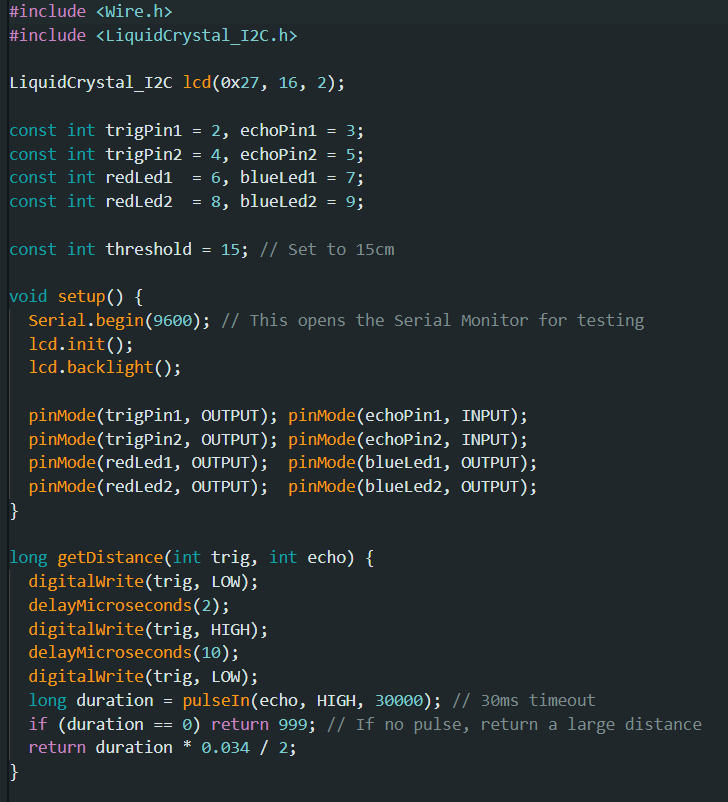 #include <Wire.h>
#include <LiquidCrystal_I2C.h>
LiquidCrystal_I2C lcd(0x27, 16, 2);
const int trigPin1 = 2, echoPin1 = 3;
const int trigPin2 = 4, echoPin2 = 5;
const int redLed1  = 6, blueLed1 = 7;
const int redLed2  = 8, blueLed2 = 9;
const int threshold = 15; // Set to 15cm
void setup() {
  Serial.begin(9600); // This opens the Serial Monitor for testing
  lcd.init();
  lcd.backlight();
  pinMode(trigPin1, OUTPUT); pinMode(echoPin1, INPUT);
  pinMode(trigPin2, OUTPUT); pinMode(echoPin2, INPUT);
  pinMode(redLed1, OUTPUT);  pinMode(blueLed1, OUTPUT);
  pinMode(redLed2, OUTPUT);  pinMode(blueLed2, OUTPUT);
}
long getDistance(int trig, int echo) {
  digitalWrite(trig, LOW);
  delayMicroseconds(2);
  digitalWrite(trig, HIGH);
  delayMicroseconds(10);
  digitalWrite(trig, LOW);
  long duration = pulseIn(echo, HIGH, 30000); // 30ms timeout
  if (duration == 0) return 999; // If no pulse, return a large distance
  return duration * 0.034 / 2;
}